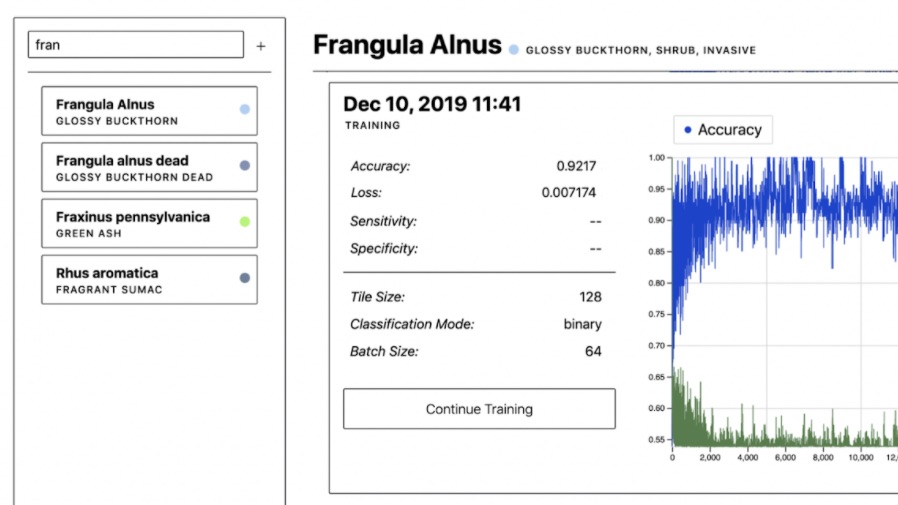 fran +
Frangula Alnus
GLOSSY BUCKTHORN
Frangula alnus dead
GLOSSY BUCKTHORN DEAD
Fraxinus pennsylvanica
GREEN ASH
Rhus aromatica
FRAGRANT SUMAC
Frangula Alnus GLOSSY BUCKTHORN, SHRUB, INVASIVE
Dec 10, 2019 11:41
TRAINING
Accuracy: 0.9217
Loss: 0.007174
Sensitivity: --
Specificity: --
Tile Size: 128
Classification Mode: binary
Batch Size: 64
Continue Training
Accuracy
1.00
0.95
0.90
0.85
0.80
0.75
0.70
0.65
0.60
0.55
0 2,000 4,000 6,000 8,000 10,000 12,